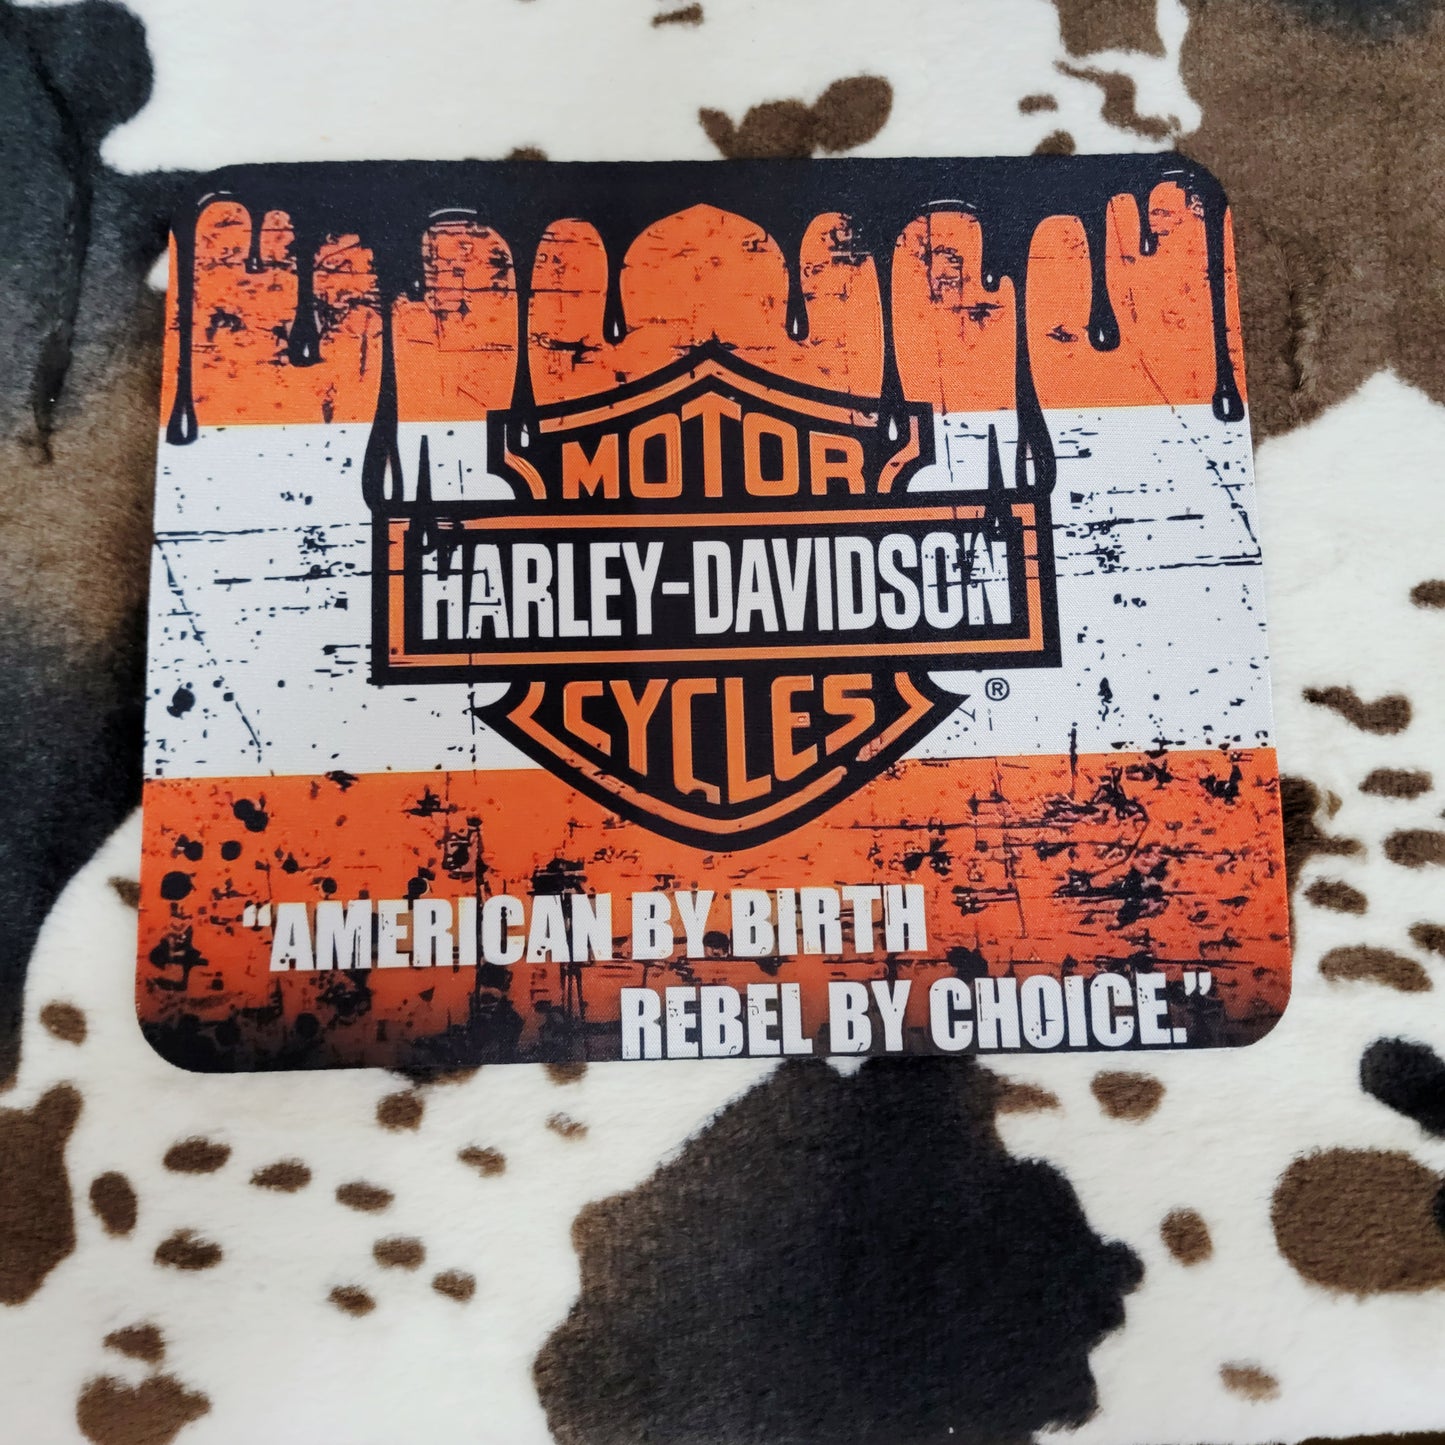 MOTOR
HARLEY-DAVIDSON
CYCLES ®
“AMERICAN BY BIRTH
REBEL BY CHOICE.”